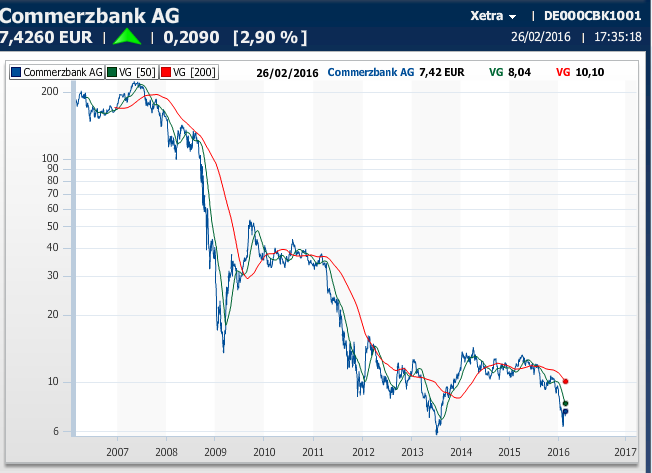 Commerzbank AG
Xetra | DE000CBK1001
7,4260 EUR | | 0,2090 [2,90 %]
26/02/2016 | 17:35:18
Commerzbank AG VG [50] VG [200] 26/02/2016 Commerzbank AG 7,42 EUR VG 8,04 VG 10,10
200
100
90
80
70
60
50
40
30
20
10
6
2007 2008 2009 2010 2011 2012 2013 2014 2015 2016 2017